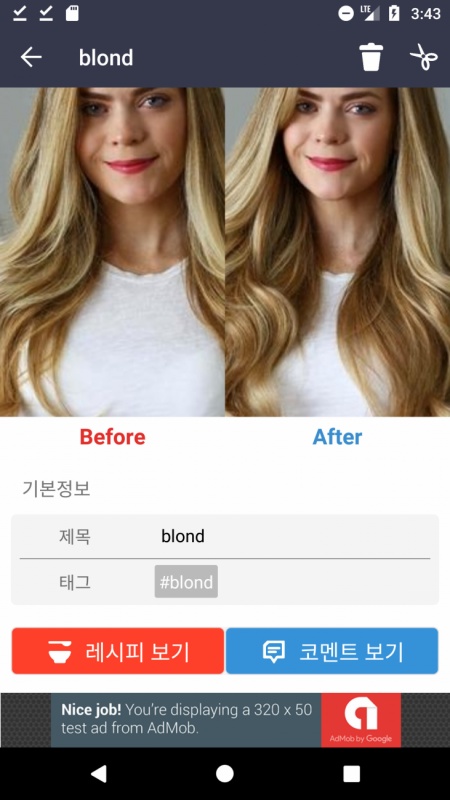 LTE 3:43
blond
Before After
기본정보
제목 blond
태그 #blond
레시피 보기 코멘트 보기
Nice job! You're displaying a 320 x 50
test ad from AdMob.
AdMob by Google